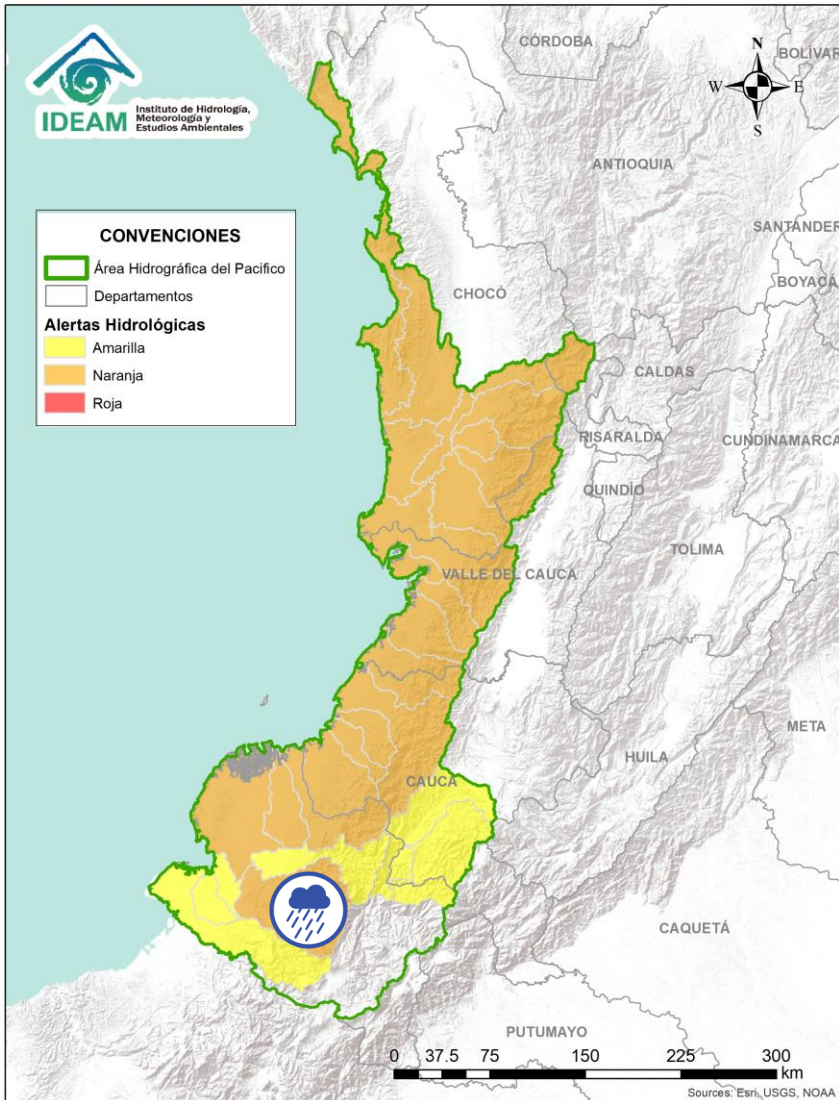 IDEAM
Instituto de Hidrología,
Meteorología y
Estudios Ambientales
CÓRDOBA
BOLÍVAR
N
W
E
S
ANTIOQUIA
SANTANDER
BOYACÁ
CONVENCIONES
Área Hidrográfica del Pacifico
Departamentos
Alertas Hidrológicas
Amarilla
Naranja
Roja
CHOCÓ
CALDAS
RISARALDA
CUNDINAMARCA
QUINDÍO
TOLIMA
VALLE DEL CAUCA
META
HUILA
CAUCA
CAQUETÁ
PUTUMAYO
0 37.5 75 150 225 300
km
Sources: Esri, USGS, NOAA